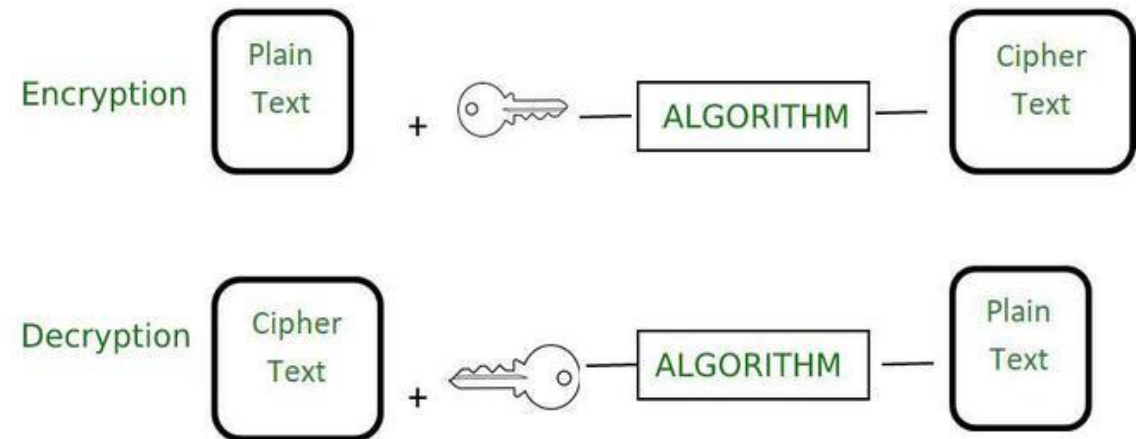 Encryption
Plain
Text
+
ALGORITHM
Cipher
Text
Decryption
Cipher
Text
+
ALGORITHM
Plain
Text